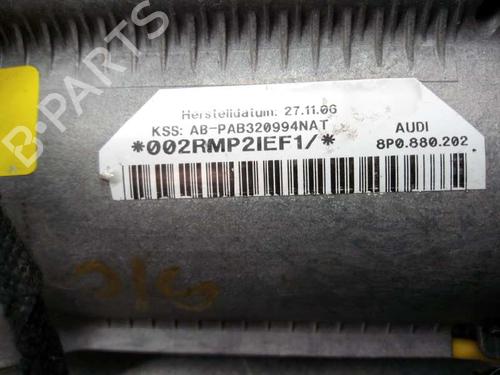 B-PARTS
Herstelldatum: 27.11.06
KSS: AB-PAB320994NAT
AUDI
*002RMP2IEF1/*
8P0.880.202